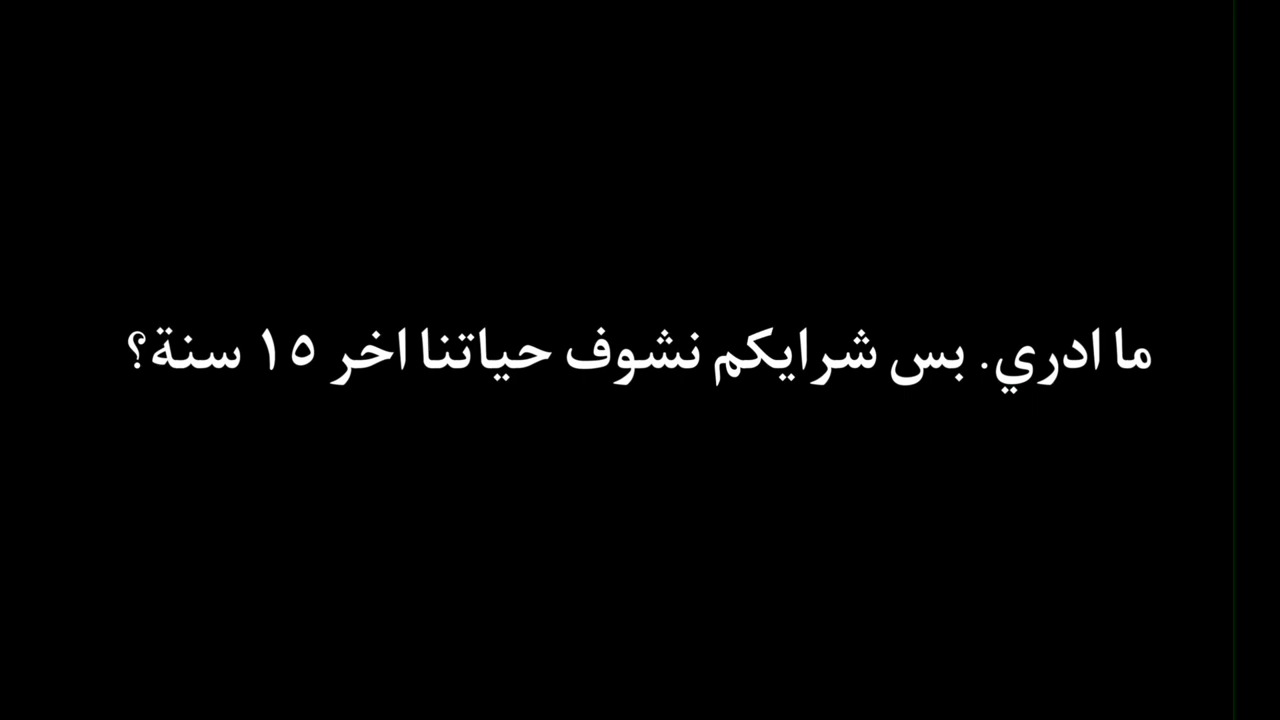 ما ادري. بس شرايكم نشوف حياتنا اخر ١٥ سنة؟